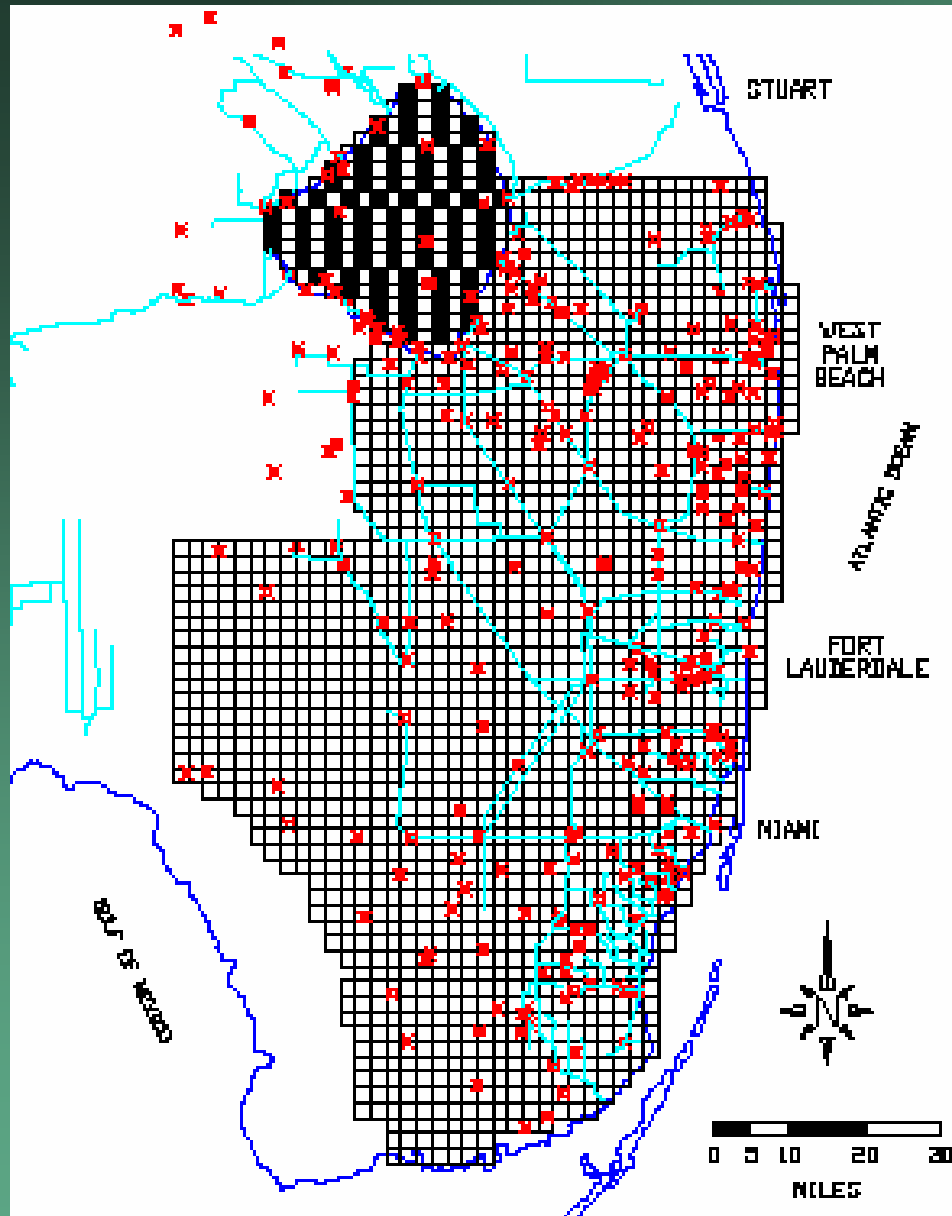 STUART
WEST
PALM
BEACH
ATLANTIC OCEAN
FORT
LAUDERDALE
MIAMI
GULF OF MEXICO
N
0 5 10 20 30
MILES